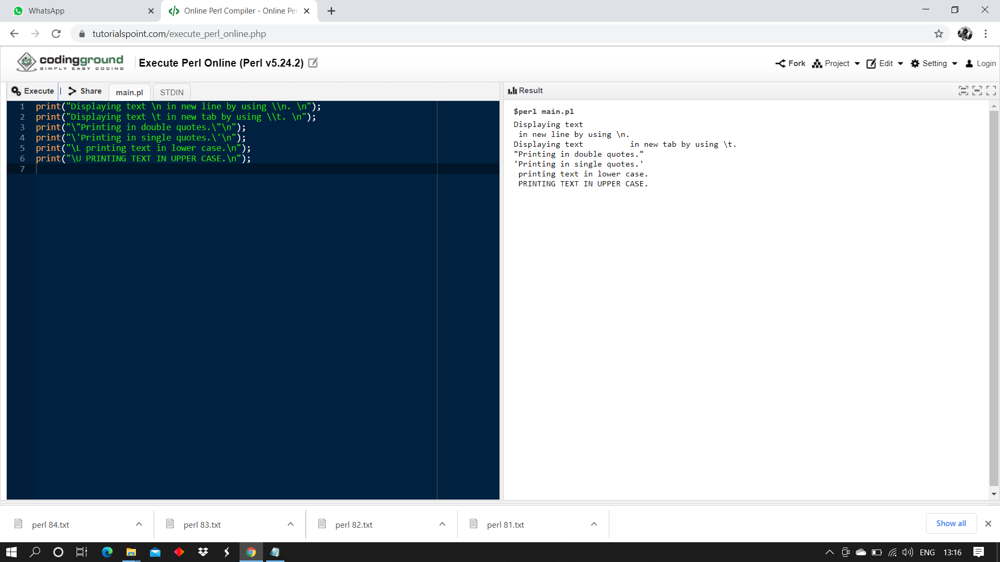 WhatsApp
Online Perl Compiler - Online Pe
tutorialspoint.com/execute_perl_online.php
codingground
SIMPLY EASY CODING
Execute Perl Online (Perl v5.24.2)
Fork Project Edit Setting Login
Execute | Share main.pl STDIN
Result
1 print("Displaying text \n in new line by using \\n. \n");
2 print("Displaying text \t in new tab by using \\t. \n");
3 print("\"Printing in double quotes.\"\n");
4 print("\'Printing in single quotes.\'\n");
5 print("\L printing text in lower case.\n");
6 print("\U PRINTING TEXT IN UPPER CASE.\n");
7
$perl main.pl
Displaying text
in new line by using \n.
Displaying text in new tab by using \t.
"Printing in double quotes."
'Printing in single quotes.'
printing text in lower case.
PRINTING TEXT IN UPPER CASE.
perl 84.txt
perl 83.txt
perl 82.txt
perl 81.txt
Show all
ENG 13:16